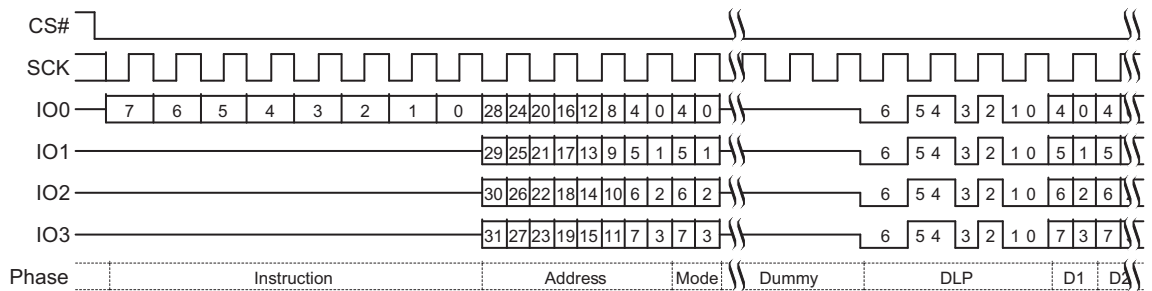 CS#
SCK
IO0 7 6 5 4 3 2 1 0 28 24 20 16 12 8 4 0 4 0 6 5 4 3 2 1 0 4 0 4
IO1 29 25 21 17 13 9 5 1 5 1 6 5 4 3 2 1 0 5 1 5
IO2 30 26 22 18 14 10 6 2 6 2 6 5 4 3 2 1 0 6 2 6
IO3 31 27 23 19 15 11 7 3 7 3 6 5 4 3 2 1 0 7 3 7
Phase Instruction Address Mode Dummy DLP D1 D2